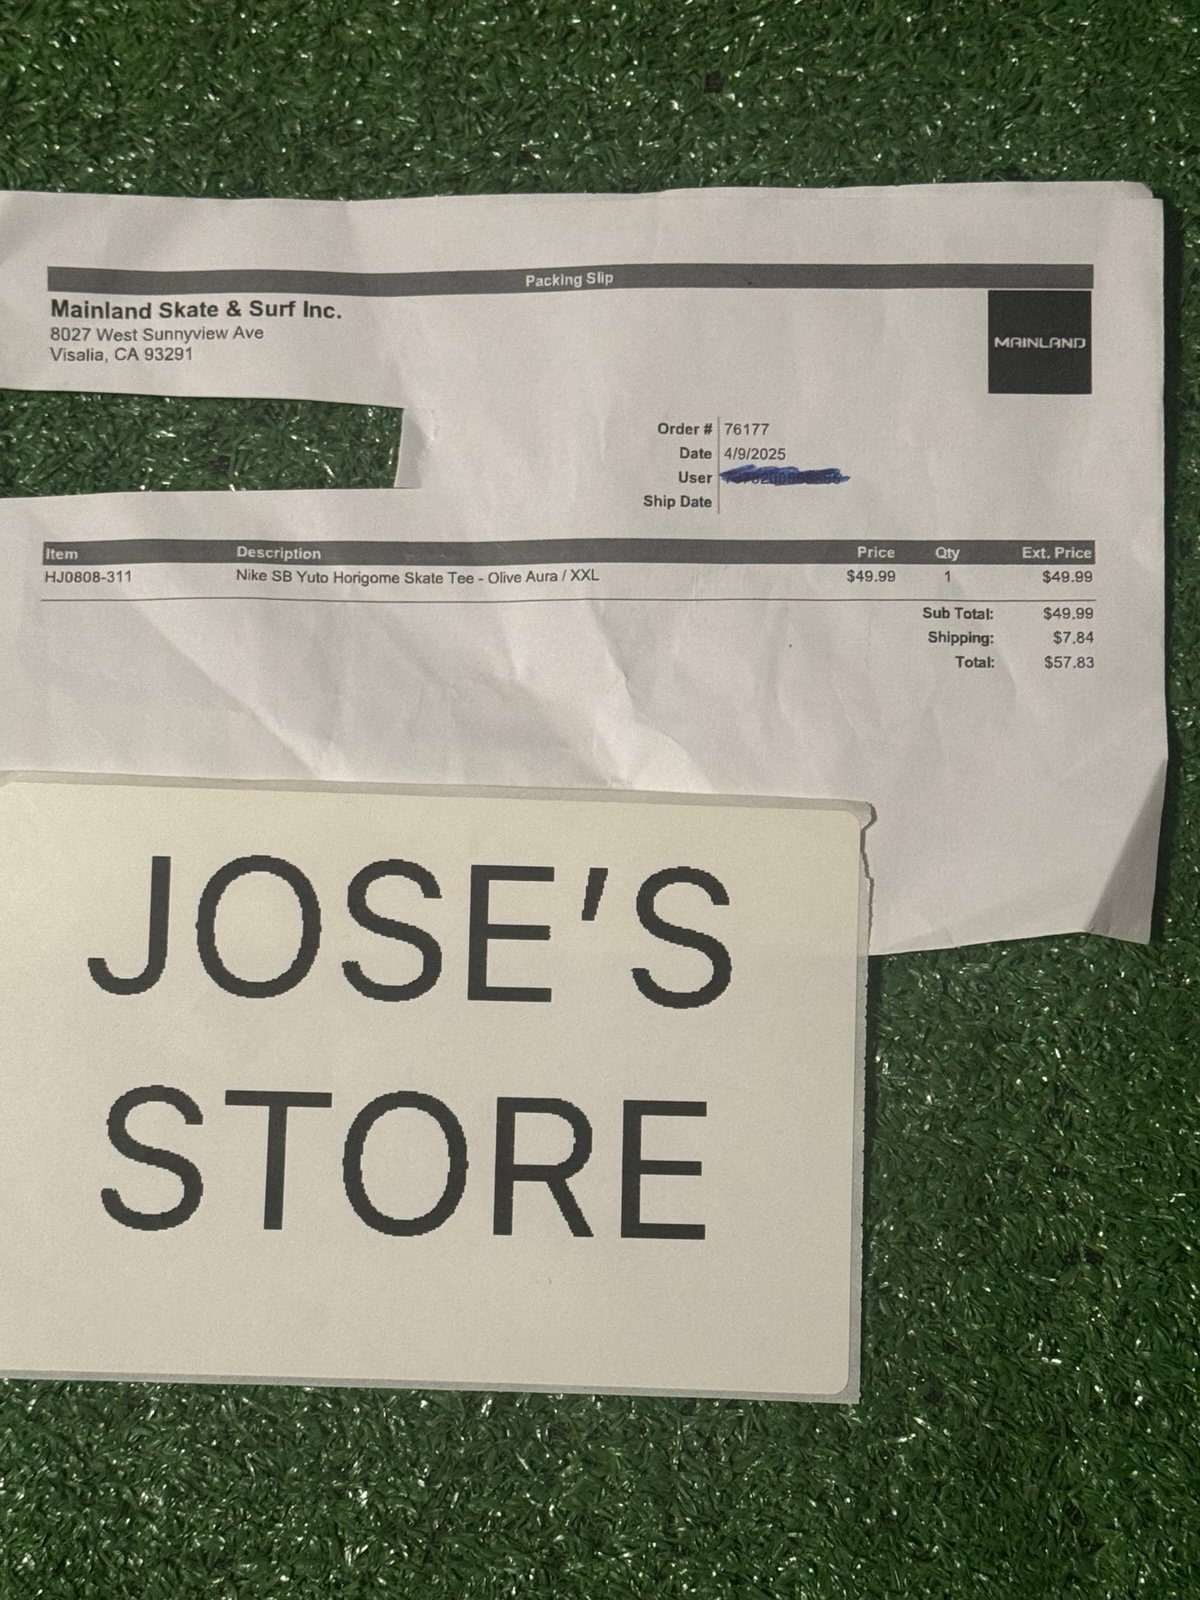 Packing Slip
Mainland Skate & Surf Inc.
8027 West Sunnyview Ave
Visalia, CA 93291
MAINLAND
Order # 76177
Date 4/9/2025
User
Ship Date
Item Description Price Qty Ext. Price
HJ0808-311 Nike SB Yuto Horigome Skate Tee - Olive Aura / XXL $49.99 1 $49.99
Sub Total: $49.99
Shipping: $7.84
Total: $57.83
JOSE'S
STORE